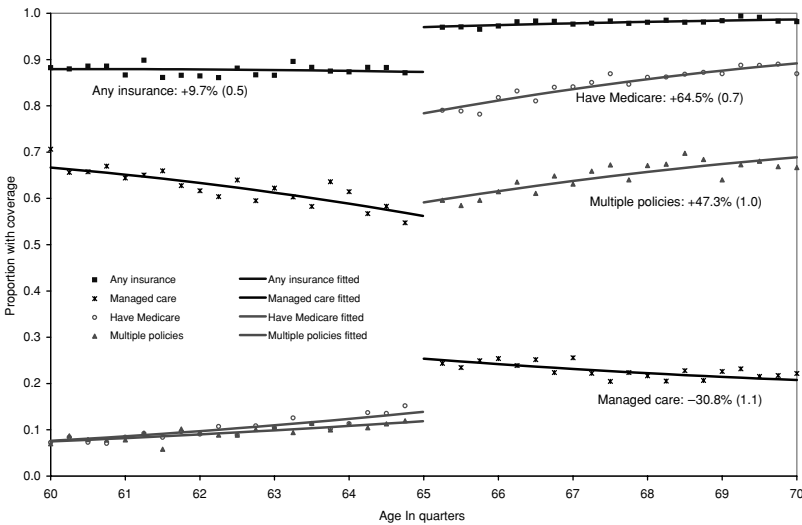 1.0
0.9
0.8
0.7
0.6
0.5
0.4
0.3
0.2
0.1
0.0
Proportion with coverage
Any insurance: +9.7% (0.5)
Have Medicare: +64.5% (0.7)
Multiple policies: +47.3% (1.0)
Managed care: –30.8% (1.1)
Any insurance
Managed care
Have Medicare
Multiple policies
Any insurance fitted
Managed care fitted
Have Medicare fitted
Multiple policies fitted
60 61 62 63 64 65 66 67 68 69 70
Age In quarters